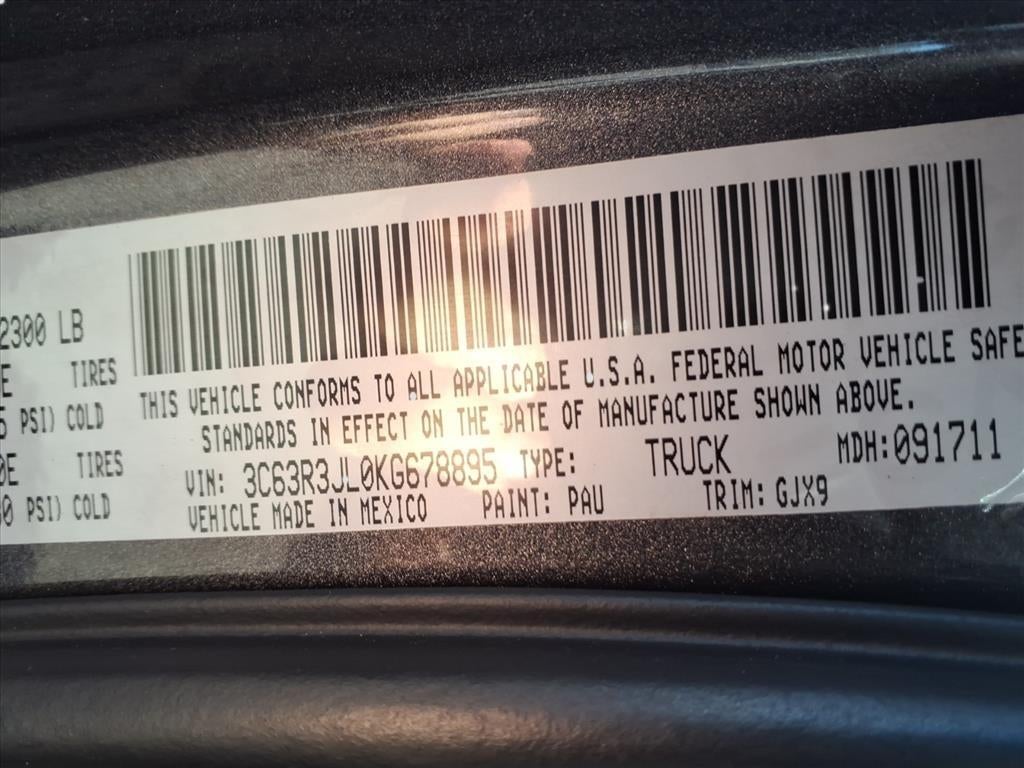 2300 LB
E TIRES
5 PSI) COLD
0E TIRES
80 PSI) COLD
THIS VEHICLE CONFORMS TO ALL APPLICABLE U.S.A. FEDERAL MOTOR VEHICLE SAFE
STANDARDS IN EFFECT ON THE DATE OF MANUFACTURE SHOWN ABOVE.
VIN: 3C63R3JL0KG678895 TYPE: TRUCK MDH:091711
VEHICLE MADE IN MEXICO PAINT: PAU TRIM: GJX9